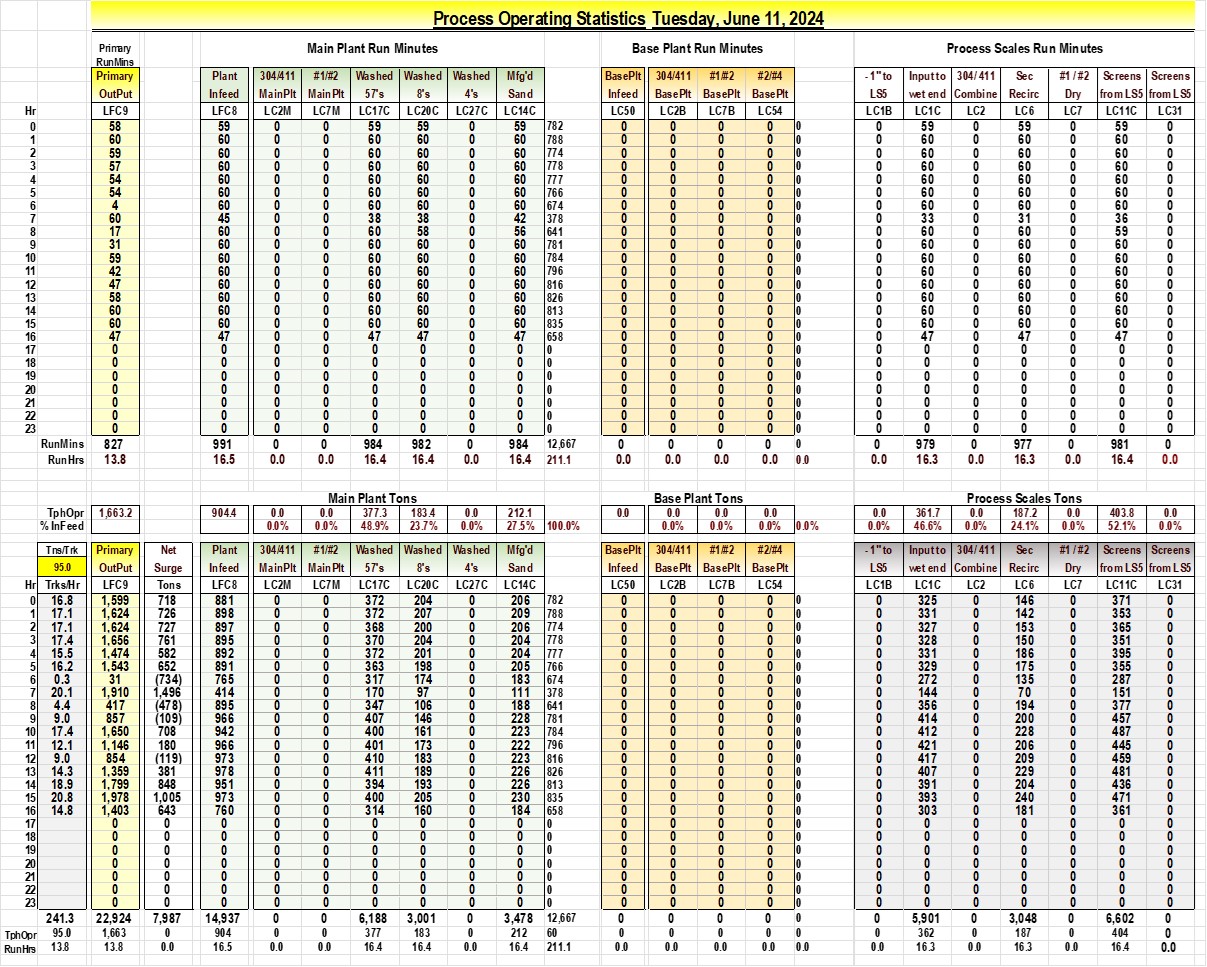 Process Operating Statistics Tuesday, June 11, 2024
Primary Main Plant Run Minutes Base Plant Run Minutes Process Scales Run Minutes
RunMins
Primary Plant 304/411 #1/#2 Washed Washed Washed Mfg'd BasePlt 304/411 #1/#2 #2/#4 -1"to Input to 304/411 Sec #1/#2 Screens Screens
OutPut Infeed MainPlt MainPlt 57's 8's 4's Sand Infeed BasePlt BasePlt BasePlt LS5 wet end Combine Recirc Dry from LS5 from LS5
Hr LFC9 LFC8 LC2M LC7M LC17C LC20C LC27C LC14C LC50 LC2B LC7B LC54 LC1B LC1C LC2 LC6 LC7 LC11C LC31
0 58 59 0 0 59 59 0 59 782 0 0 0 0 0 0 59 0 59 0 59 0
1 60 60 0 0 60 60 0 60 788 0 0 0 0 0 0 60 0 60 0 60 0
2 59 60 0 0 60 60 0 60 774 0 0 0 0 0 0 60 0 60 0 60 0
3 57 60 0 0 60 60 0 60 778 0 0 0 0 0 0 60 0 60 0 60 0
4 54 60 0 0 60 60 0 60 777 0 0 0 0 0 0 60 0 60 0 60 0
5 54 60 0 0 60 60 0 60 766 0 0 0 0 0 0 60 0 60 0 60 0
6 4 60 0 0 60 60 0 60 674 0 0 0 0 0 0 60 0 60 0 60 0
7 60 45 0 0 38 38 0 42 378 0 0 0 0 0 0 33 0 31 0 36 0
8 17 60 0 0 60 58 0 56 641 0 0 0 0 0 0 60 0 60 0 59 0
9 31 60 0 0 60 60 0 60 781 0 0 0 0 0 0 60 0 60 0 60 0
10 59 60 0 0 60 60 0 60 784 0 0 0 0 0 0 60 0 60 0 60 0
11 42 60 0 0 60 60 0 60 796 0 0 0 0 0 0 60 0 60 0 60 0
12 47 60 0 0 60 60 0 60 816 0 0 0 0 0 0 60 0 60 0 60 0
13 58 60 0 0 60 60 0 60 826 0 0 0 0 0 0 60 0 60 0 60 0
14 60 60 0 0 60 60 0 60 813 0 0 0 0 0 0 60 0 60 0 60 0
15 60 60 0 0 60 60 0 60 835 0 0 0 0 0 0 60 0 60 0 60 0
16 47 47 0 0 47 47 0 47 658 0 0 0 0 0 0 47 0 47 0 47 0
17 0 0 0 0 0 0 0 0 0 0 0 0 0 0 0 0 0 0 0 0 0
18 0 0 0 0 0 0 0 0 0 0 0 0 0 0 0 0 0 0 0 0 0
19 0 0 0 0 0 0 0 0 0 0 0 0 0 0 0 0 0 0 0 0 0
20 0 0 0 0 0 0 0 0 0 0 0 0 0 0 0 0 0 0 0 0 0
21 0 0 0 0 0 0 0 0 0 0 0 0 0 0 0 0 0 0 0 0 0
22 0 0 0 0 0 0 0 0 0 0 0 0 0 0 0 0 0 0 0 0 0
23 0 0 0 0 0 0 0 0 0 0 0 0 0 0 0 0 0 0 0 0 0
RunMins 827 991 0 0 984 982 0 984 12,667 0 0 0 0 0 0 979 0 977 0 981 0
RunHrs 13.8 16.5 0.0 0.0 16.4 16.4 0.0 16.4 211.1 0.0 0.0 0.0 0.0 0.0 0.0 16.3 0.0 16.3 0.0 16.4 0.0
Main Plant Tons Base Plant Tons Process Scales Tons
TphOpr 1,663.2 904.4 0.0 0.0 377.3 183.4 0.0 212.1 0.0 0.0 0.0 0.0 0.0 361.7 0.0 187.2 0.0 403.8 0.0
% InFeed 0.0% 0.0% 48.9% 23.7% 0.0% 27.5% 100.0% 0.0% 0.0% 0.0% 0.0% 0.0% 46.6% 0.0% 24.1% 0.0% 52.1% 0.0%
Tns/Trk Primary Net Plant 304/411 #1/#2 Washed Washed Washed Mfg'd BasePlt 304/411 #1/#2 #2/#4 -1"to Input to 304/411 Sec #1/#2 Screens Screens
95.0 OutPut Surge Infeed MainPlt MainPlt 57's 8's 4's Sand Infeed BasePlt BasePlt BasePlt LS5 wet end Combine Recirc Dry from LS5 from LS5
Hr Trks/Hr LFC9 Tons LFC8 LC2M LC7M LC17C LC20C LC27C LC14C LC50 LC2B LC7B LC54 LC1B LC1C LC2 LC6 LC7 LC11C LC31
0 16.8 1,599 718 881 0 0 372 204 0 206 782 0 0 0 0 0 0 325 0 146 0 371 0
1 17.1 1,624 726 898 0 0 372 207 0 209 788 0 0 0 0 0 0 331 0 142 0 353 0
2 17.1 1,624 727 897 0 0 368 200 0 206 774 0 0 0 0 0 0 327 0 153 0 365 0
3 17.4 1,656 761 895 0 0 370 204 0 204 778 0 0 0 0 0 0 328 0 150 0 351 0
4 15.5 1,474 582 892 0 0 372 201 0 204 777 0 0 0 0 0 0 331 0 186 0 395 0
5 16.2 1,543 652 891 0 0 363 198 0 205 766 0 0 0 0 0 0 329 0 175 0 355 0
6 0.3 31 (734) 765 0 0 317 174 0 183 674 0 0 0 0 0 0 272 0 135 0 287 0
7 20.1 1,910 1,496 414 0 0 170 97 0 111 378 0 0 0 0 0 0 144 0 70 0 151 0
8 4.4 417 (478) 895 0 0 347 106 0 188 641 0 0 0 0 0 0 356 0 194 0 377 0
9 9.0 857 (109) 966 0 0 407 146 0 228 781 0 0 0 0 0 0 414 0 200 0 457 0
10 17.4 1,650 708 942 0 0 400 161 0 223 784 0 0 0 0 0 0 412 0 228 0 487 0
11 12.1 1,146 180 966 0 0 401 173 0 222 796 0 0 0 0 0 0 421 0 206 0 445 0
12 9.0 854 (119) 973 0 0 410 183 0 223 816 0 0 0 0 0 0 417 0 209 0 459 0
13 14.3 1,359 381 978 0 0 411 189 0 226 826 0 0 0 0 0 0 407 0 229 0 481 0
14 18.9 1,799 848 951 0 0 394 193 0 226 813 0 0 0 0 0 0 391 0 204 0 436 0
15 20.8 1,978 1,005 973 0 0 400 205 0 230 835 0 0 0 0 0 0 393 0 240 0 471 0
16 14.8 1,403 643 760 0 0 314 160 0 184 658 0 0 0 0 0 0 303 0 181 0 361 0
17 0 0 0 0 0 0 0 0 0 0 0 0 0 0 0 0 0 0 0 0 0 0
18 0 0 0 0 0 0 0 0 0 0 0 0 0 0 0 0 0 0 0 0 0 0
19 0 0 0 0 0 0 0 0 0 0 0 0 0 0 0 0 0 0 0 0 0 0
20 0 0 0 0 0 0 0 0 0 0 0 0 0 0 0 0 0 0 0 0 0 0
21 0 0 0 0 0 0 0 0 0 0 0 0 0 0 0 0 0 0 0 0 0 0
22 0 0 0 0 0 0 0 0 0 0 0 0 0 0 0 0 0 0 0 0 0 0
23 0 0 0 0 0 0 0 0 0 0 0 0 0 0 0 0 0 0 0 0 0 0
241.3 22,924 7,987 14,937 0 0 6,188 3,001 0 3,478 12,667 0 0 0 0 0 0 5,901 0 3,048 0 6,602 0
TphOpr 95.0 1,663 0 904 0 0 377 183 0 212 60 0 0 0 0 0 0 362 0 187 0 404 0
RunHrs 13.8 13.8 0.0 16.5 0.0 0.0 16.4 16.4 0.0 16.4 211.1 0.0 0.0 0.0 0.0 0.0 0.0 16.3 0.0 16.3 0.0 16.4 0.0